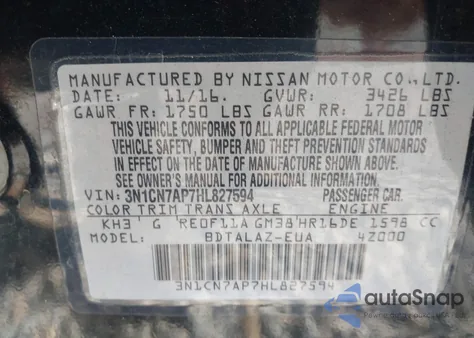 MANUFACTURED BY NISSAN MOTOR CO., LTD.
DATE: 11/16. GVWR: 3426 LBS
GAWR FR: 1750 LBS GAWR RR: 1708 LBS
THIS VEHICLE CONFORMS TO ALL APPLICABLE FEDERAL MOTOR
VEHICLE SAFETY, BUMPER AND THEFT PREVENTION STANDARDS
IN EFFECT ON THE DATE OF MANUFACTURE SHOWN ABOVE.
SEE OWNER'S MANUAL FOR ADDITIONAL INFORMATION.
VIN: 3N1CN7AP7HL827594 PASSENGER CAR.
COLOR TRIM TRANS AXLE ENGINE
KH3 G RE0F11A GM38 HR16DE 1598 CC
MODEL: BDTALAZ-EUA 42000
3N1CN7AP7HL827594
autoSnap